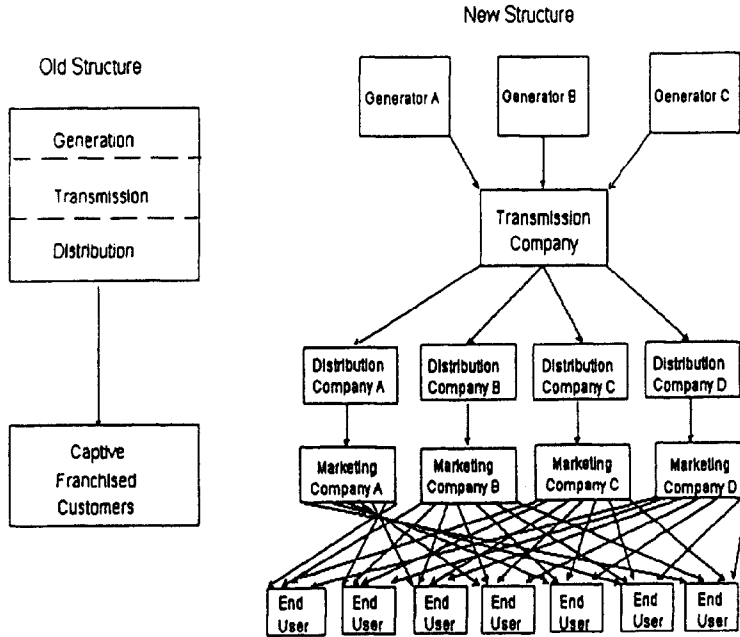 New Structure
Old Structure
Generation
Transmission
Distribution
Captive
Franchised
Customers
Generator A
Generator B
Generator C
Transmission
Company
Distribution
Company A
Distribution
Company B
Distribution
Company C
Distribution
Company D
Marketing
Company A
Marketing
Company B
Marketing
Company C
Marketing
Company D
End
User
End
User
End
User
End
User
End
User
End
User
End
User